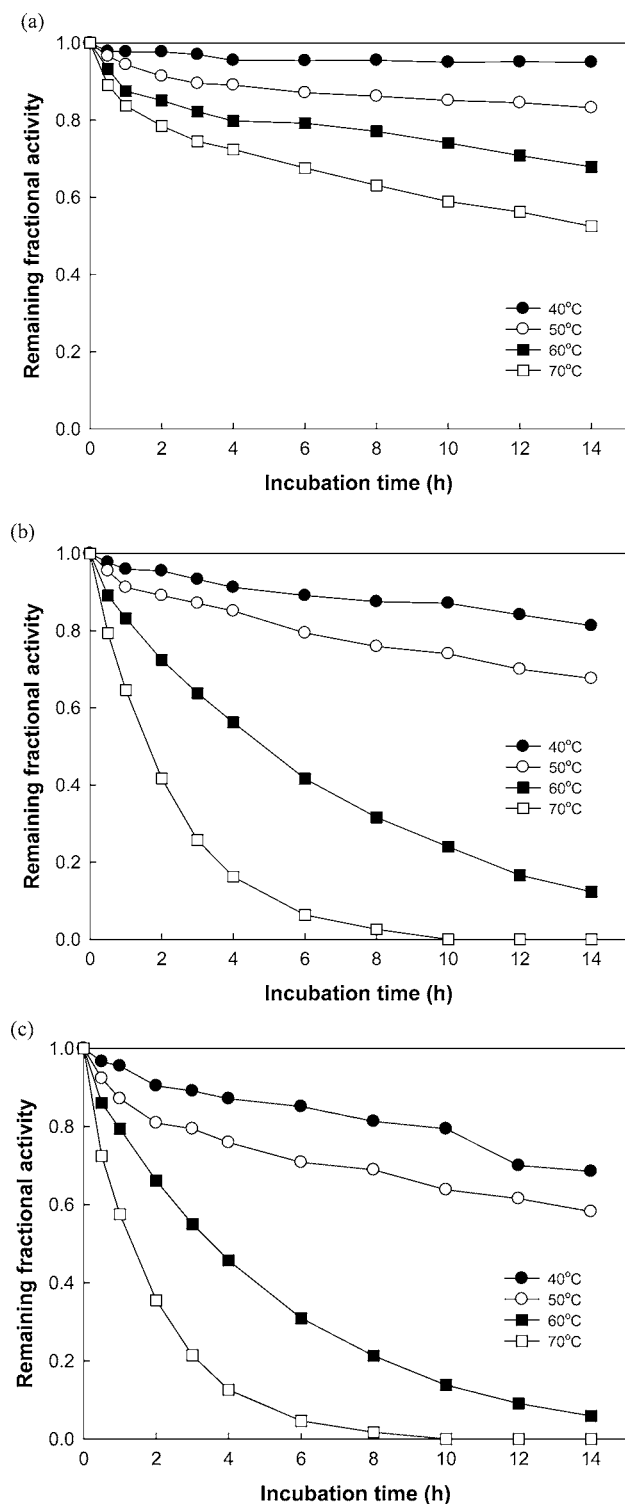 (a)
1.0
0.8
0.6
0.4
0.2
0.0
Remaining fractional activity
40°C
50°C
60°C
70°C
0 2 4 6 8 10 12 14
Incubation time (h)
(b)
1.0
0.8
0.6
0.4
0.2
0.0
Remaining fractional activity
40°C
50°C
60°C
70°C
0 2 4 6 8 10 12 14
Incubation time (h)
(c)
1.0
0.8
0.6
0.4
0.2
0.0
Remaining fractional activity
40°C
50°C
60°C
70°C
0 2 4 6 8 10 12 14
Incubation time (h)